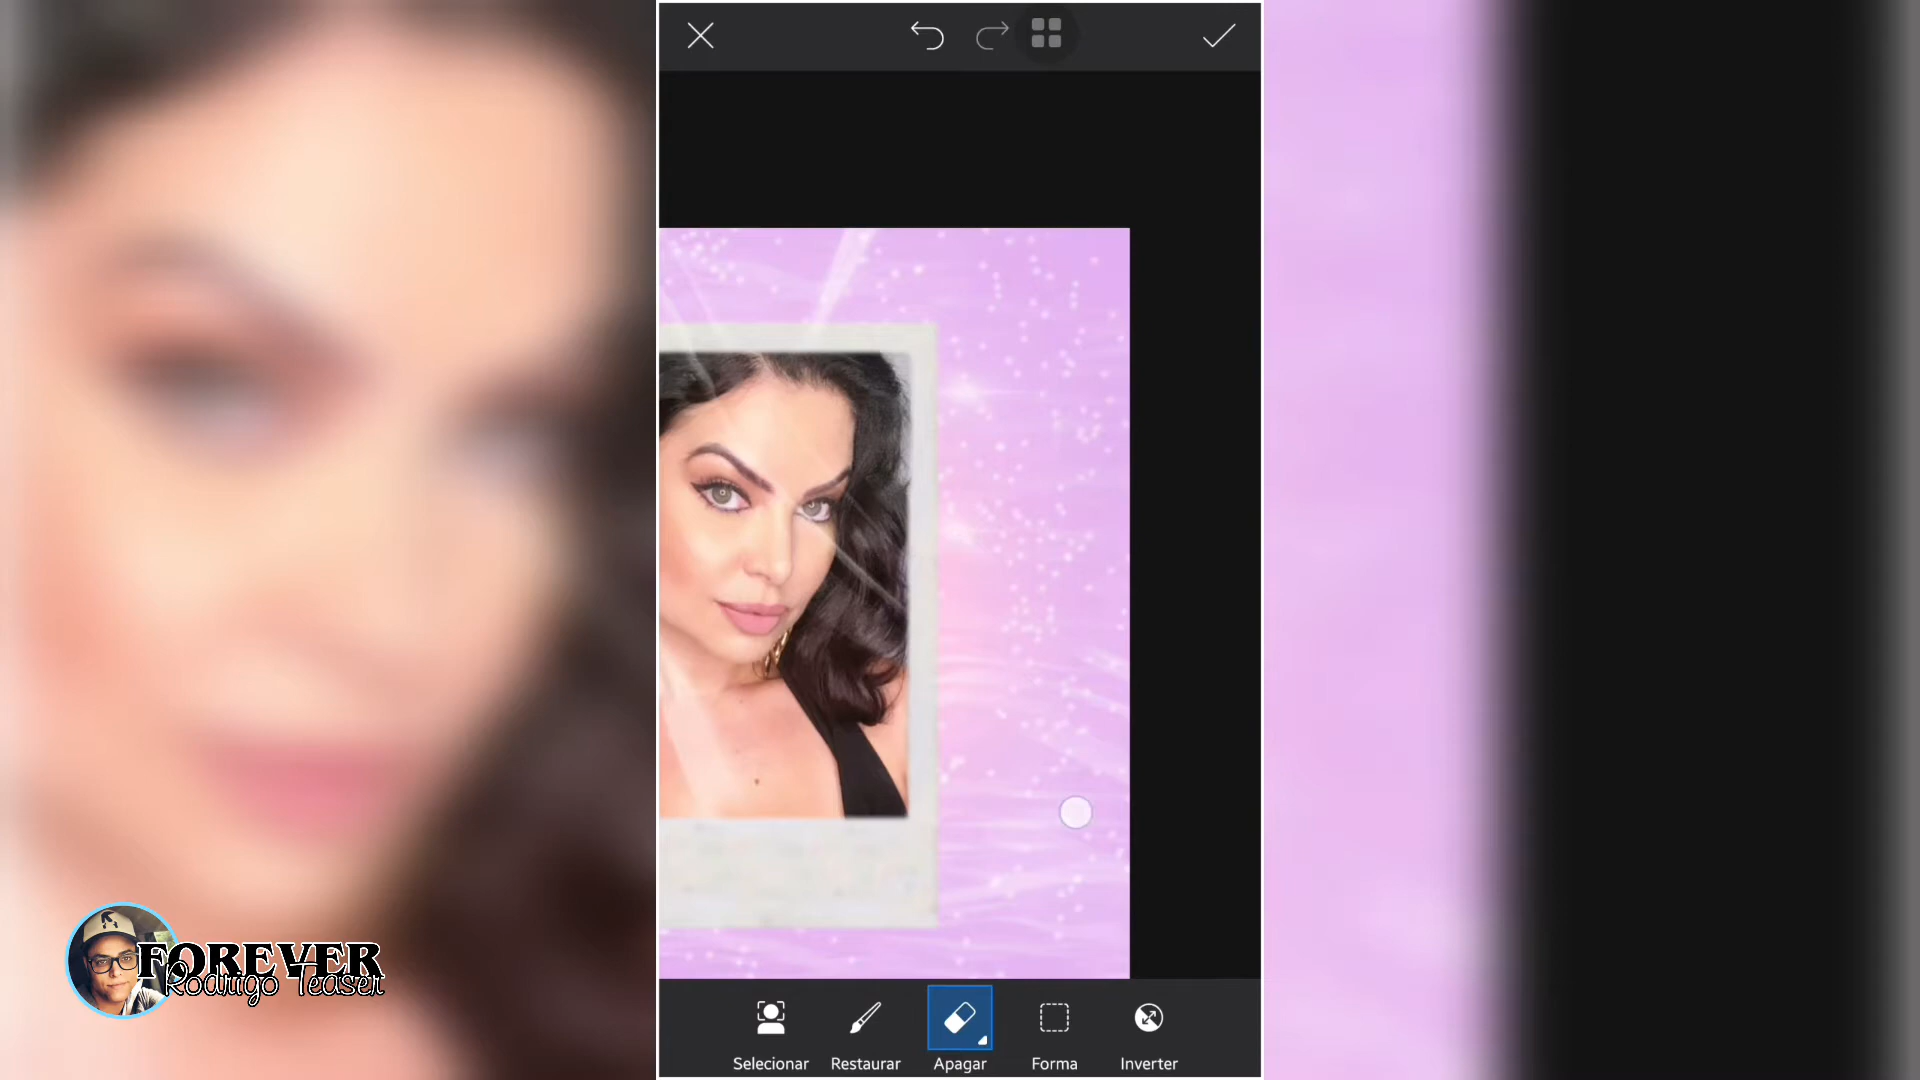 FOREVER
Rodrigo Teaser
Selecionar
Restaurar
Apagar
Forma
Inverter